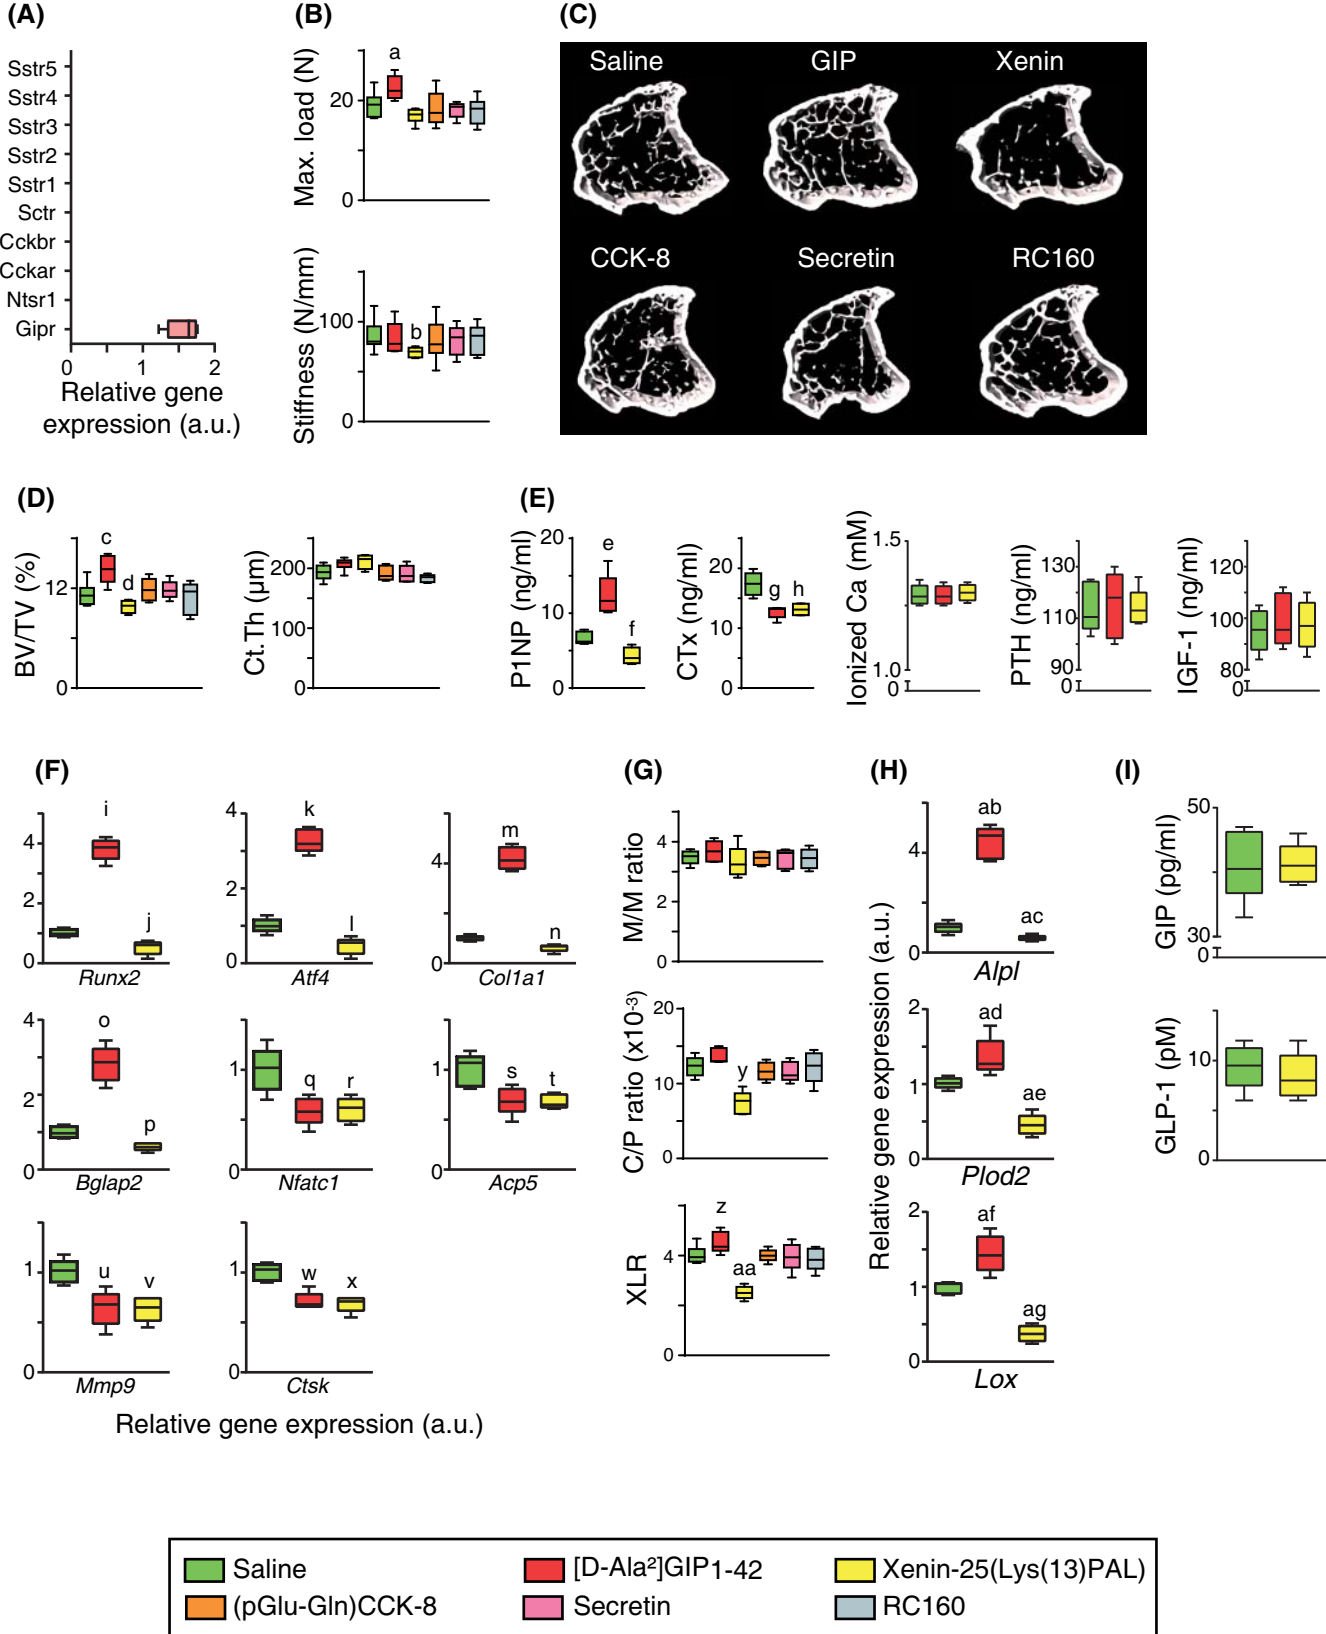 (A)
Sstr5
Sstr4
Sstr3
Sstr2
Sstr1
Sctr
Cckbr
Cckar
Ntsr1
Gipr
0 1 2
Relative gene
expression (a.u.)
(B)
Max. load (N)
20
0
a
Stiffness (N/mm)
100
0
b
(C)
Saline GIP Xenin
CCK-8 Secretin RC160
(D)
BV/TV (%)
12
0
c
d
Ct.Th (µm)
200
100
0
(E)
P1NP (ng/ml)
20
10
0
e
f
CTx (ng/ml)
20
10
0
g h
Ionized Ca (mM)
1.5
1.0
0
PTH (ng/ml)
130
110
90
0
IGF-1 (ng/ml)
120
100
80
0
(F)
4
2
0
i
j
Runx2
4
2
0
k
l
Atf4
4
0
m
n
Col1a1
4
2
0
o
p
Bglap2
1
0
q r
Nfatc1
1
0
s t
Acp5
1
0
u v
Mmp9
1
0
w x
Ctsk
Relative gene expression (a.u.)
(G)
M/M ratio
4
2
0
C/P ratio (x10-3)
20
10
0
y
XLR
4
0
z
aa
(H)
Relative gene expression (a.u.)
4
0
ab
ac
Alpl
2
1
0
ad
ae
Plod2
2
1
0
af
ag
Lox
(I)
GIP (pg/ml)
50
30
0
GLP-1 (pM)
10
0
Saline [D-Ala²]GIP1-42 Xenin-25(Lys(13)PAL)
(pGlu-Gln)CCK-8 Secretin RC160